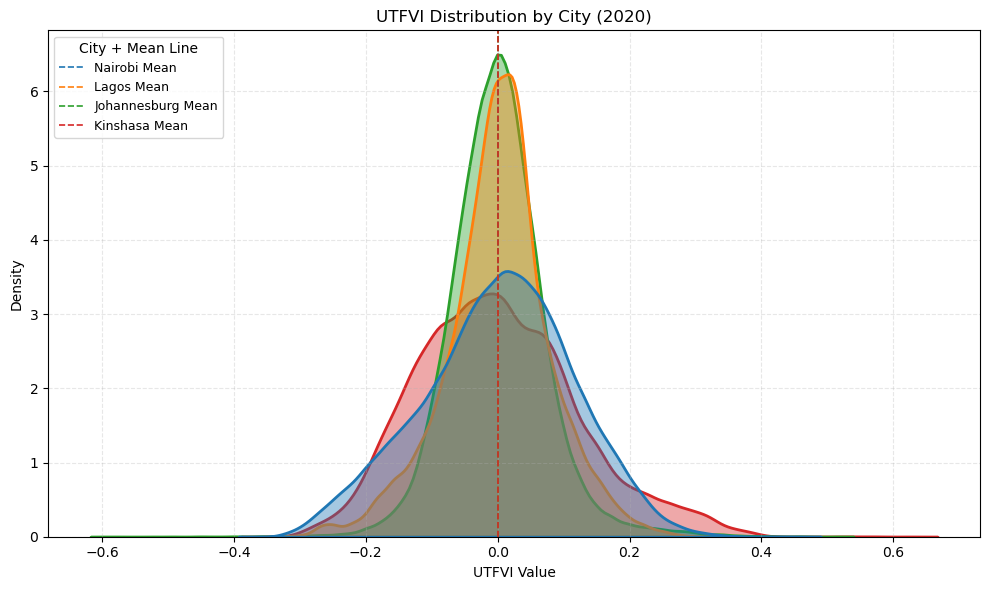 UTFVI Distribution by City (2020)
City + Mean Line
Nairobi Mean
Lagos Mean
Johannesburg Mean
Kinshasa Mean
Density
6
5
4
3
2
1
0
−0.6
−0.4
−0.2
0.0
0.2
0.4
0.6
UTFVI Value